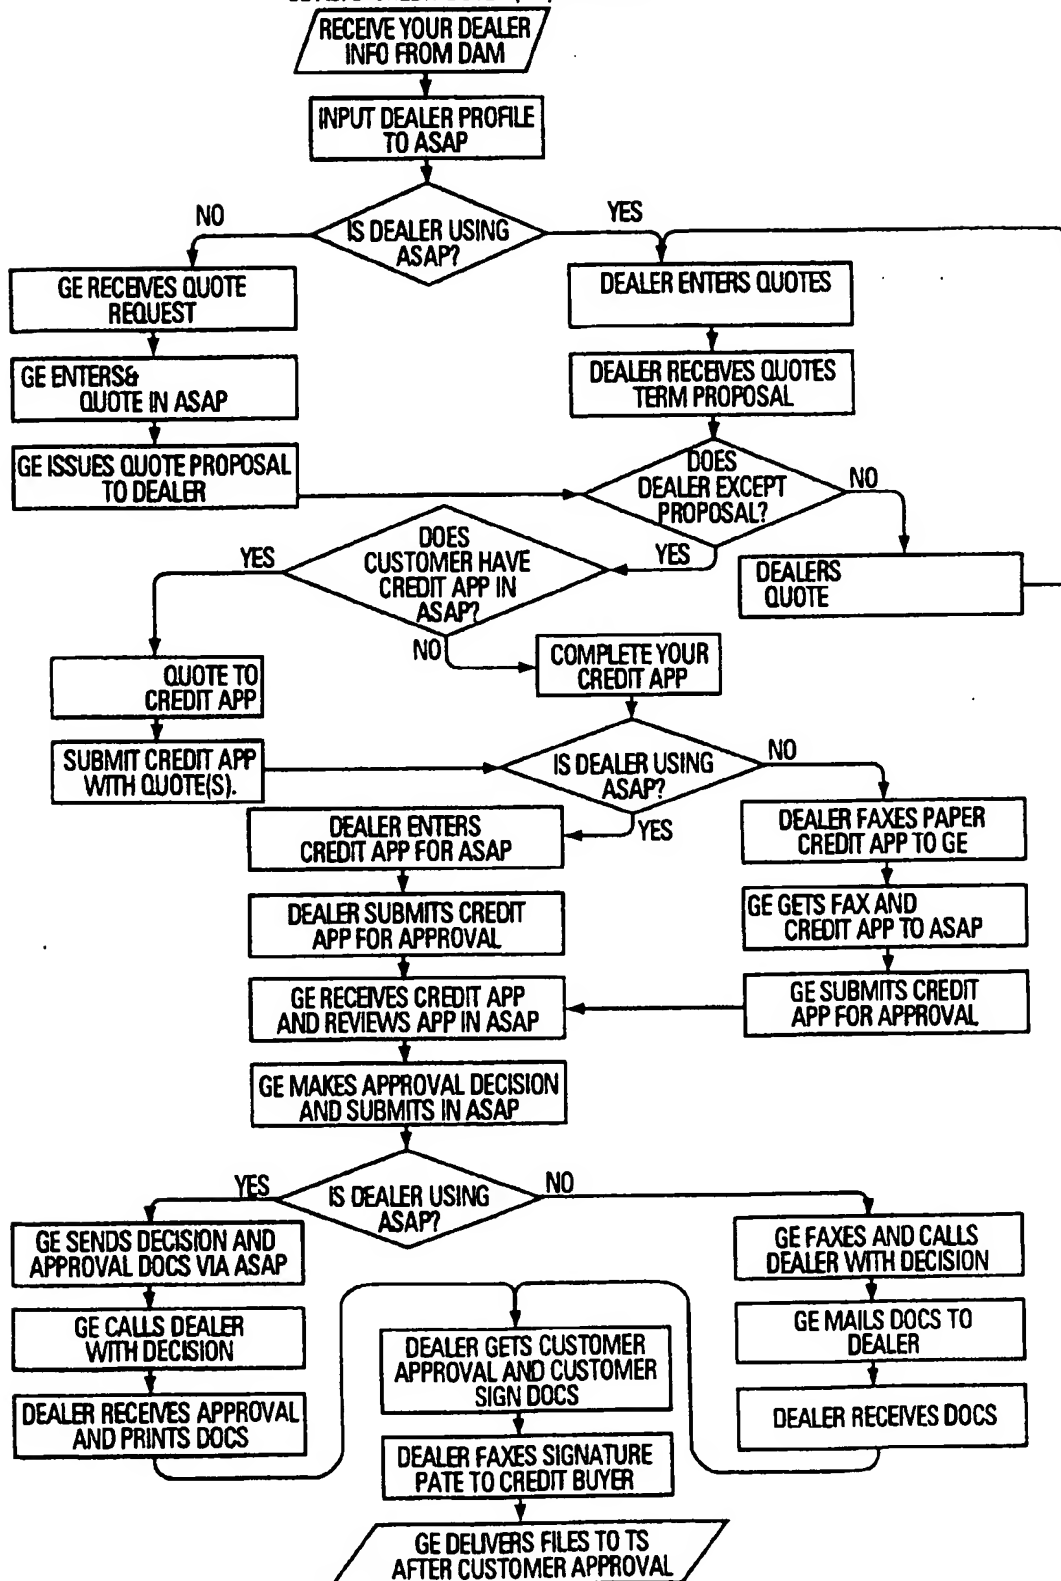 RECEIVE YOUR DEALER
INFO FROM DAM
INPUT DEALER PROFILE
TO ASAP
NO
IS DEALER USING
ASAP?
YES
GE RECEIVES QUOTE
REQUEST
DEALER ENTERS QUOTES
GE ENTERS&
QUOTE IN ASAP
DEALER RECEIVES QUOTES
TERM PROPOSAL
GE ISSUES QUOTE PROPOSAL
TO DEALER
DOES
DEALER EXCEPT
PROPOSAL?
NO
YES
DEALERS
QUOTE
DOES
CUSTOMER HAVE
CREDIT APP IN
ASAP?
YES
NO
COMPLETE YOUR
CREDIT APP
QUOTE TO
CREDIT APP
SUBMIT CREDIT APP
WITH QUOTE(S).
IS DEALER USING
ASAP?
NO
YES
DEALER ENTERS
CREDIT APP FOR ASAP
DEALER FAXES PAPER
CREDIT APP TO GE
DEALER SUBMITS CREDIT
APP FOR APPROVAL
GE GETS FAX AND
CREDIT APP TO ASAP
GE RECEIVES CREDIT APP
AND REVIEWS APP IN ASAP
GE SUBMITS CREDIT
APP FOR APPROVAL
GE MAKES APPROVAL DECISION
AND SUBMITS IN ASAP
YES
IS DEALER USING
ASAP?
NO
GE SENDS DECISION AND
APPROVAL DOCS VIA ASAP
GE FAXES AND CALLS
DEALER WITH DECISION
GE CALLS DEALER
WITH DECISION
GE MAILS DOCS TO
DEALER
DEALER RECEIVES APPROVAL
AND PRINTS DOCS
DEALER RECEIVES DOCS
DEALER GETS CUSTOMER
APPROVAL AND CUSTOMER
SIGN DOCS
DEALER FAXES SIGNATURE
PATE TO CREDIT BUYER
GE DELIVERS FILES TO TS
AFTER CUSTOMER APPROVAL